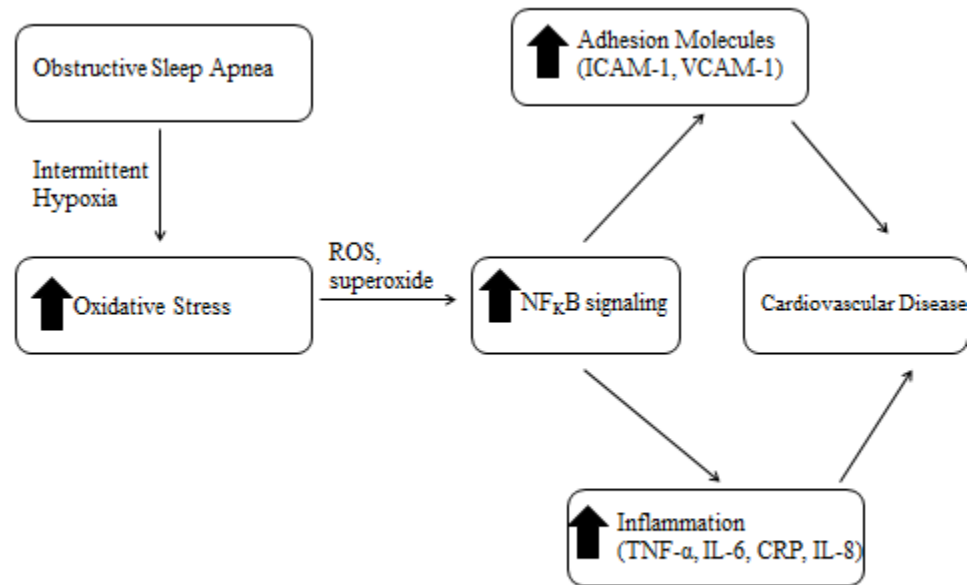 Obstructive Sleep Apnea
Intermittent
Hypoxia
Oxidative Stress
ROS,
superoxide
NFκB signaling
Adhesion Molecules
(ICAM-1, VCAM-1)
Inflammation
(TNF-α, IL-6, CRP, IL-8)
Cardiovascular Disease